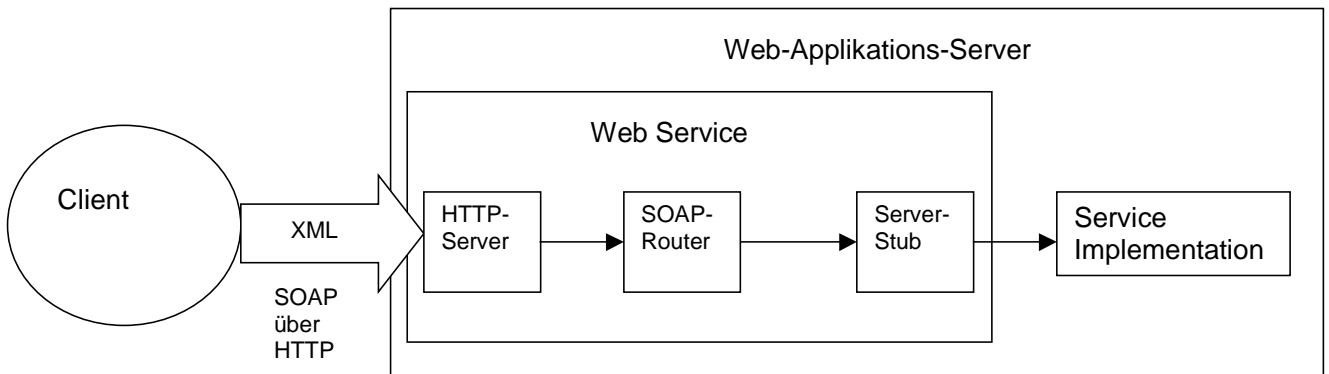 Web-Applikations-Server
Web Service
Client
XML
SOAP
über
HTTP
HTTP-
Server
SOAP-
Router
Server-
Stub
Service
Implementation